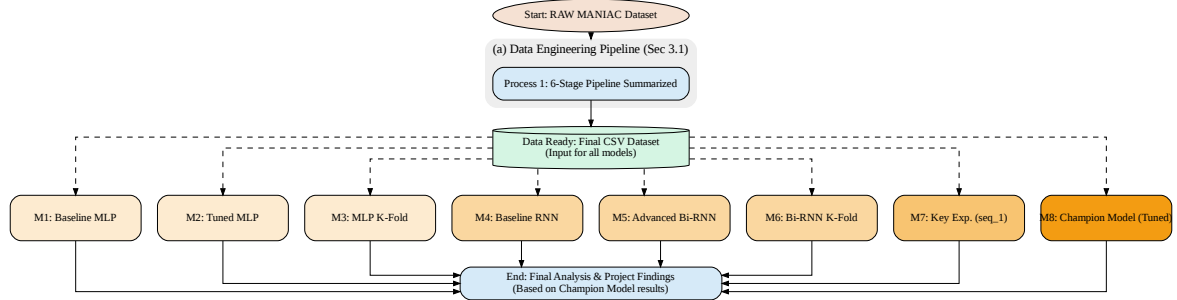 Start: RAW MANIAC Dataset
(a) Data Engineering Pipeline (Sec 3.1)
Process 1: 6-Stage Pipeline Summarized
Data Ready: Final CSV Dataset
(Input for all models)
M1: Baseline MLP
M2: Tuned MLP
M3: MLP K-Fold
M4: Baseline RNN
M5: Advanced Bi-RNN
M6: Bi-RNN K-Fold
M7: Key Exp. (seq_1)
M8: Champion Model (Tuned)
End: Final Analysis & Project Findings
(Based on Champion Model results)